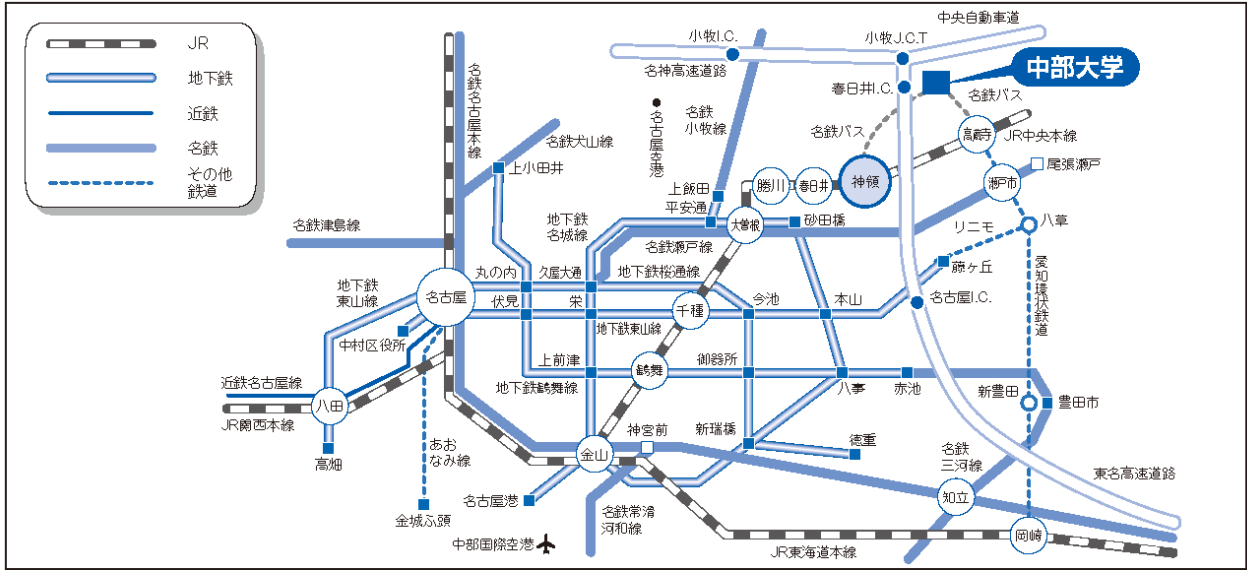 JR
地下鉄
近鉄
名鉄
その他
鉄道
中央自動車道
小牧I.C.
小牧J.C.T
名神高速道路
中部大学
春日井I.C.
名鉄バス
名鉄バス
名鉄名古屋本線
名古屋空港
名鉄
小牧線
高蔵寺
JR中央本線
名鉄犬山線
上小田井
尾張瀬戸
上飯田
勝川
春日井
神領
瀬戸市
平安通
地下鉄
名城線
大曽根
砂田橋
リニモ
八草
名鉄津島線
名鉄瀬戸線
藤ヶ丘
丸の内
久屋大通
地下鉄桜通線
愛知環状鉄道
地下鉄
東山線
名古屋
伏見
栄
千種
今池
本山
名古屋I.C.
地下鉄東山線
中村区役所
上前津
鶴舞
御器所
近鉄名古屋線
地下鉄鶴舞線
八事
赤池
新豊田
豊田市
八田
JR関西本線
神宮前
新瑞橋
徳重
高畑
あお
なみ線
金山
名鉄
三河線
東名高速道路
名古屋港
知立
金城ふ頭
名鉄常滑
河和線
岡崎
中部国際空港
JR東海道本線